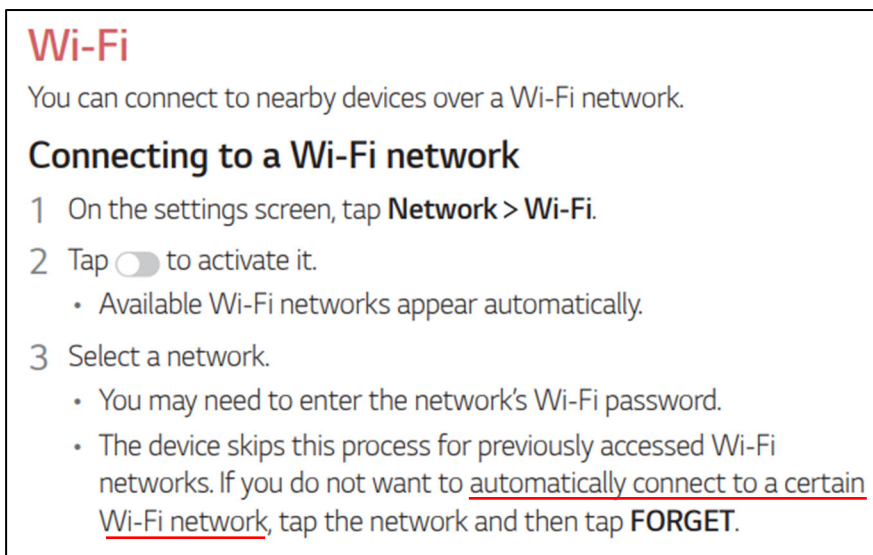 Wi-Fi
You can connect to nearby devices over a Wi-Fi network.
Connecting to a Wi-Fi network
1 On the settings screen, tap Network > Wi-Fi.
2 Tap to activate it.
• Available Wi-Fi networks appear automatically.
3 Select a network.
• You may need to enter the network's Wi-Fi password.
• The device skips this process for previously accessed Wi-Fi
networks. If you do not want to automatically connect to a certain
Wi-Fi network, tap the network and then tap FORGET.